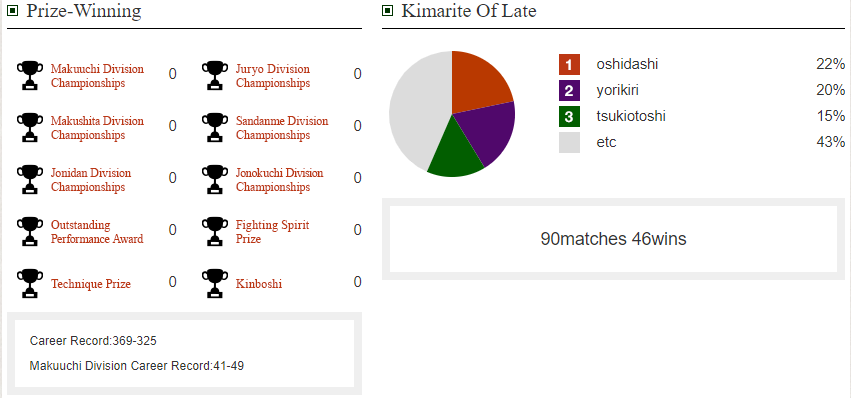 Prize-Winning
Makuuchi Division
Championships
0
Juryo Division
Championships
0
Makushita Division
Championships
0
Sandanme Division
Championships
0
Jonidan Division
Championships
0
Jonokuchi Division
Championships
0
Outstanding
Performance Award
0
Fighting Spirit
Prize
0
Technique Prize
0
Kinboshi
0
Career Record:369-325
Makuuchi Division Career Record:41-49
Kimarite Of Late
1 oshidashi 22%
2 yorikiri 20%
3 tsukiotoshi 15%
etc 43%
90matches 46wins